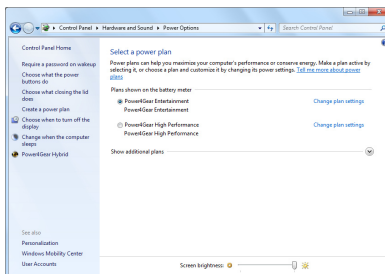 Control Panel ▸ Hardware and Sound ▸ Power Options
Search Control Panel
Control Panel Home
Require a password on wakeup
Choose what the power
buttons do
Choose what closing the lid
does
Create a power plan
Choose when to turn off the
display
Change when the computer
sleeps
Power4Gear Hybrid
See also
Personalization
Windows Mobility Center
User Accounts
Select a power plan
Power plans can help you maximize your computer's performance or conserve energy. Make a plan active by
selecting it, or choose a plan and customize it by changing its power settings. Tell me more about power
plans
Plans shown on the battery meter
Power4Gear Entertainment Change plan settings
Power4Gear Entertainment
Power4Gear High Performance Change plan settings
Power4Gear High Performance
Show additional plans
Screen brightness: